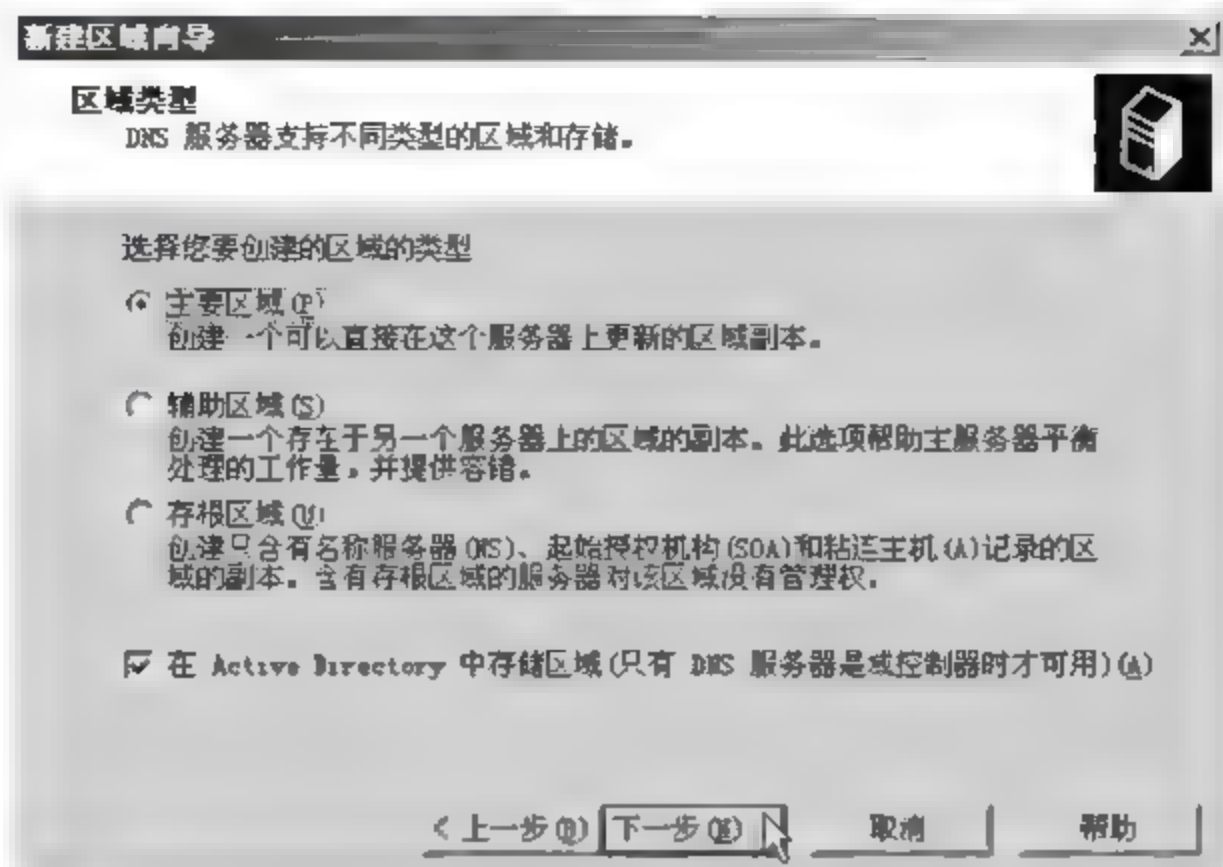 新建区域向导
区域类型
DNS 服务器支持不同类型的区域和存储。
选择您要创建的区域的类型
主要区域(P)
创建一个可以直接在这个服务器上更新的区域副本。
辅助区域(S)
创建一个存在于另一个服务器上的区域的副本。此选项帮助主服务器平衡
处理的工作量，并提供容错。
存根区域(U)
创建只含有名称服务器(NS)、起始授权机构(SOA)和粘连主机(A)记录的区
域的副本。含有存根区域的服务器对该区域没有管理权。
在 Active Directory 中存储区域(只有 DNS 服务器是域控制器时才可用)(A)
< 上一步(B) 下一步(N) 取消 帮助